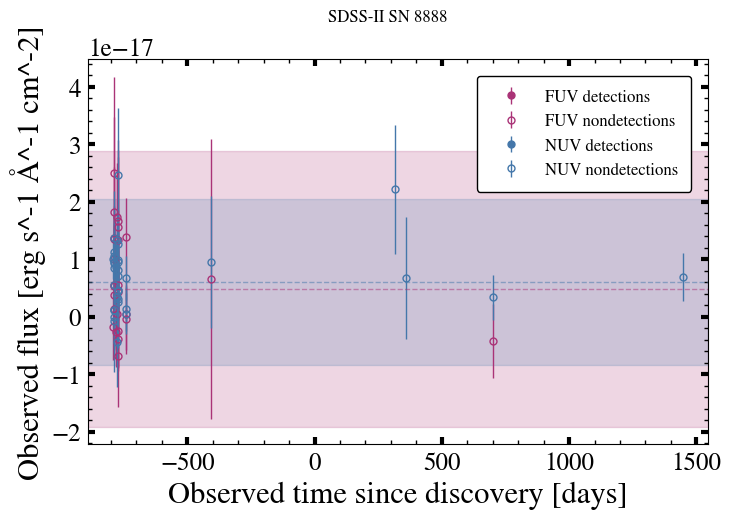 SDSS-II SN 8888
1e−17
Observed flux [erg s^-1 Å^-1 cm^-2]
4
3
2
1
0
−1
−2
FUV detections
FUV nondetections
NUV detections
NUV nondetections
−500 0 500 1000 1500
Observed time since discovery [days]